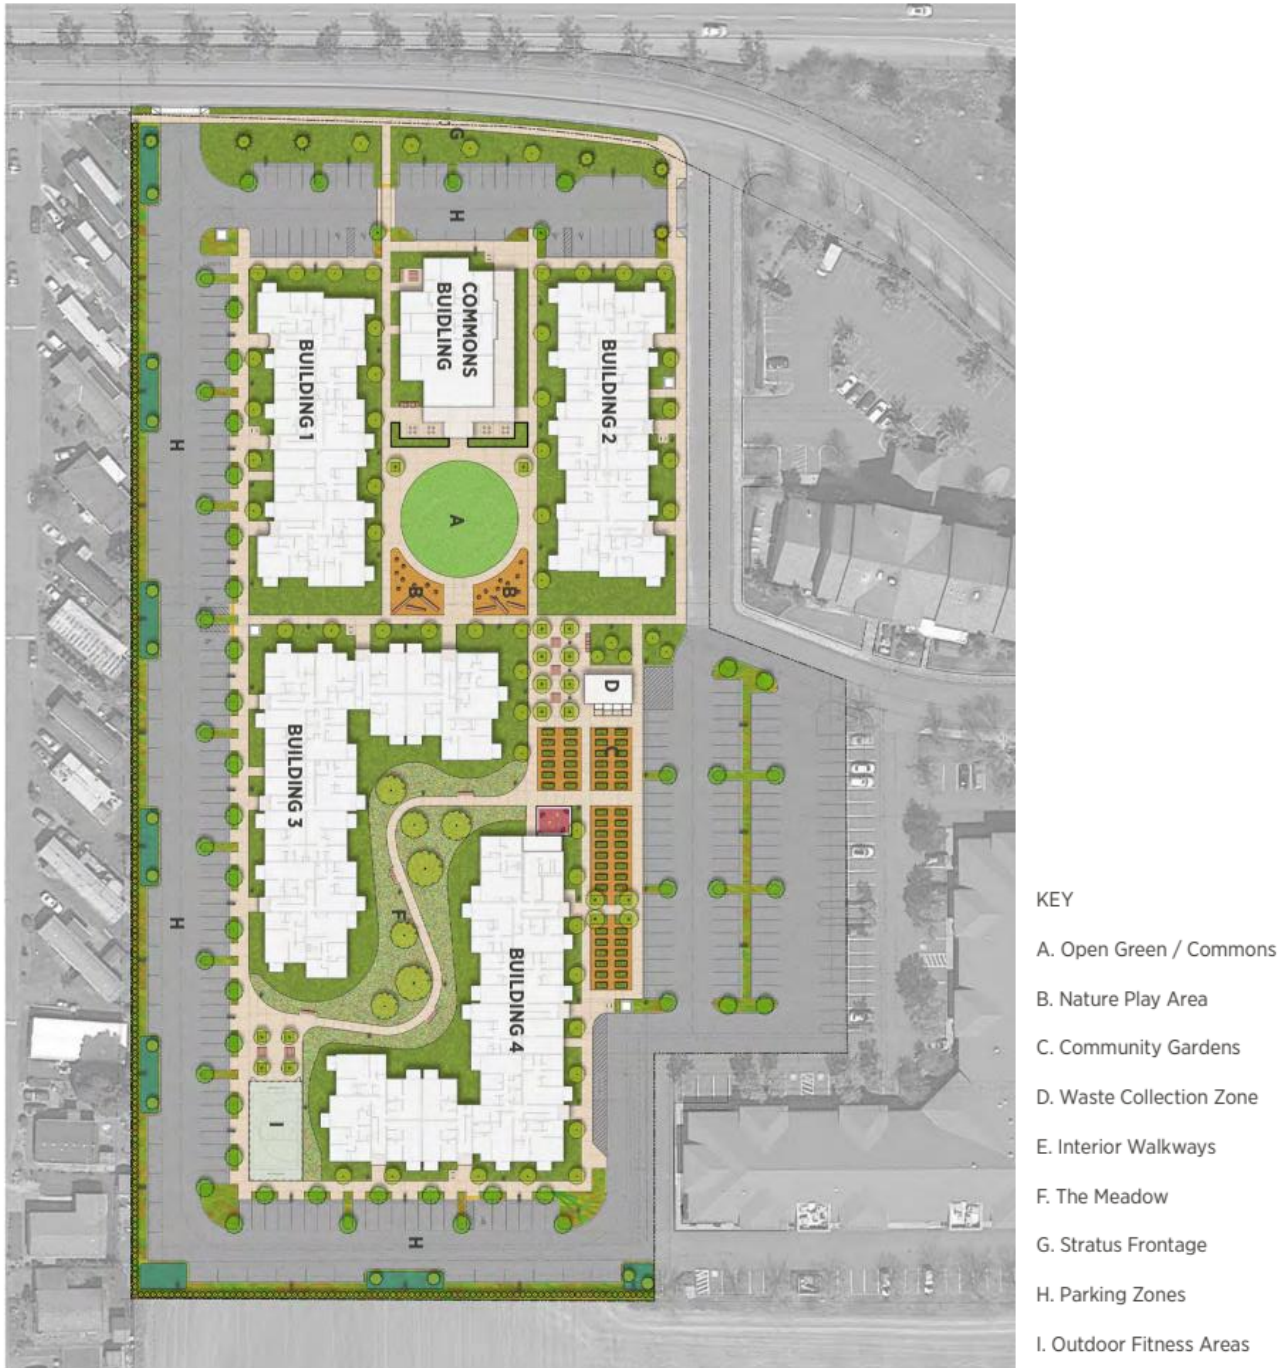 G
H
COMMONS
BUIDLING
BUILDING 1
BUILDING 2
H
A
B
B
D
C
BUILDING 3
F
H
BUILDING 4
I
H
KEY
A. Open Green / Commons
B. Nature Play Area
C. Community Gardens
D. Waste Collection Zone
E. Interior Walkways
F. The Meadow
G. Stratus Frontage
H. Parking Zones
I. Outdoor Fitness Areas